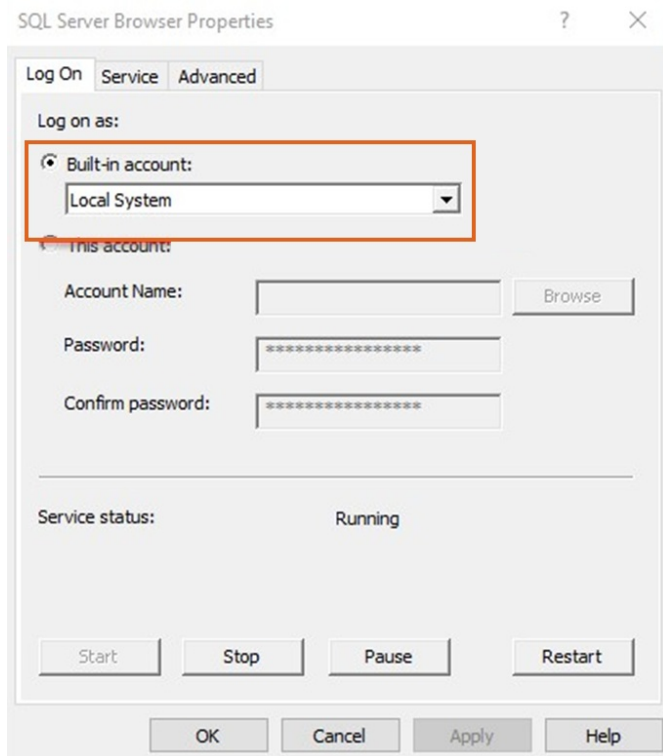 SQL Server Browser Properties ?
Log On Service Advanced
Log on as:
Built-in account:
Local System
This account:
Account Name: Browse
Password: ****************
Confirm password: ****************
Service status: Running
Start Stop Pause Restart
OK Cancel Apply Help